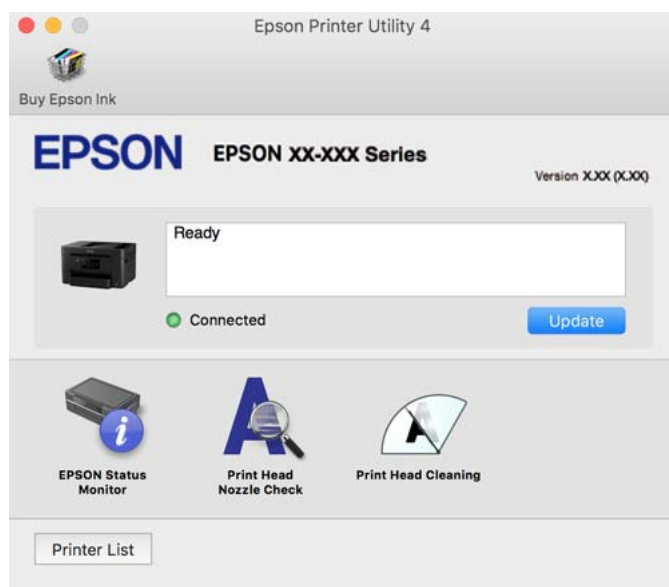 Epson Printer Utility 4
Buy Epson Ink
EPSON
EPSON XX-XXX Series
Version X.XX (X.XX)
Ready
Connected
Update
EPSON Status
Monitor
Print Head
Nozzle Check
Print Head Cleaning
Printer List